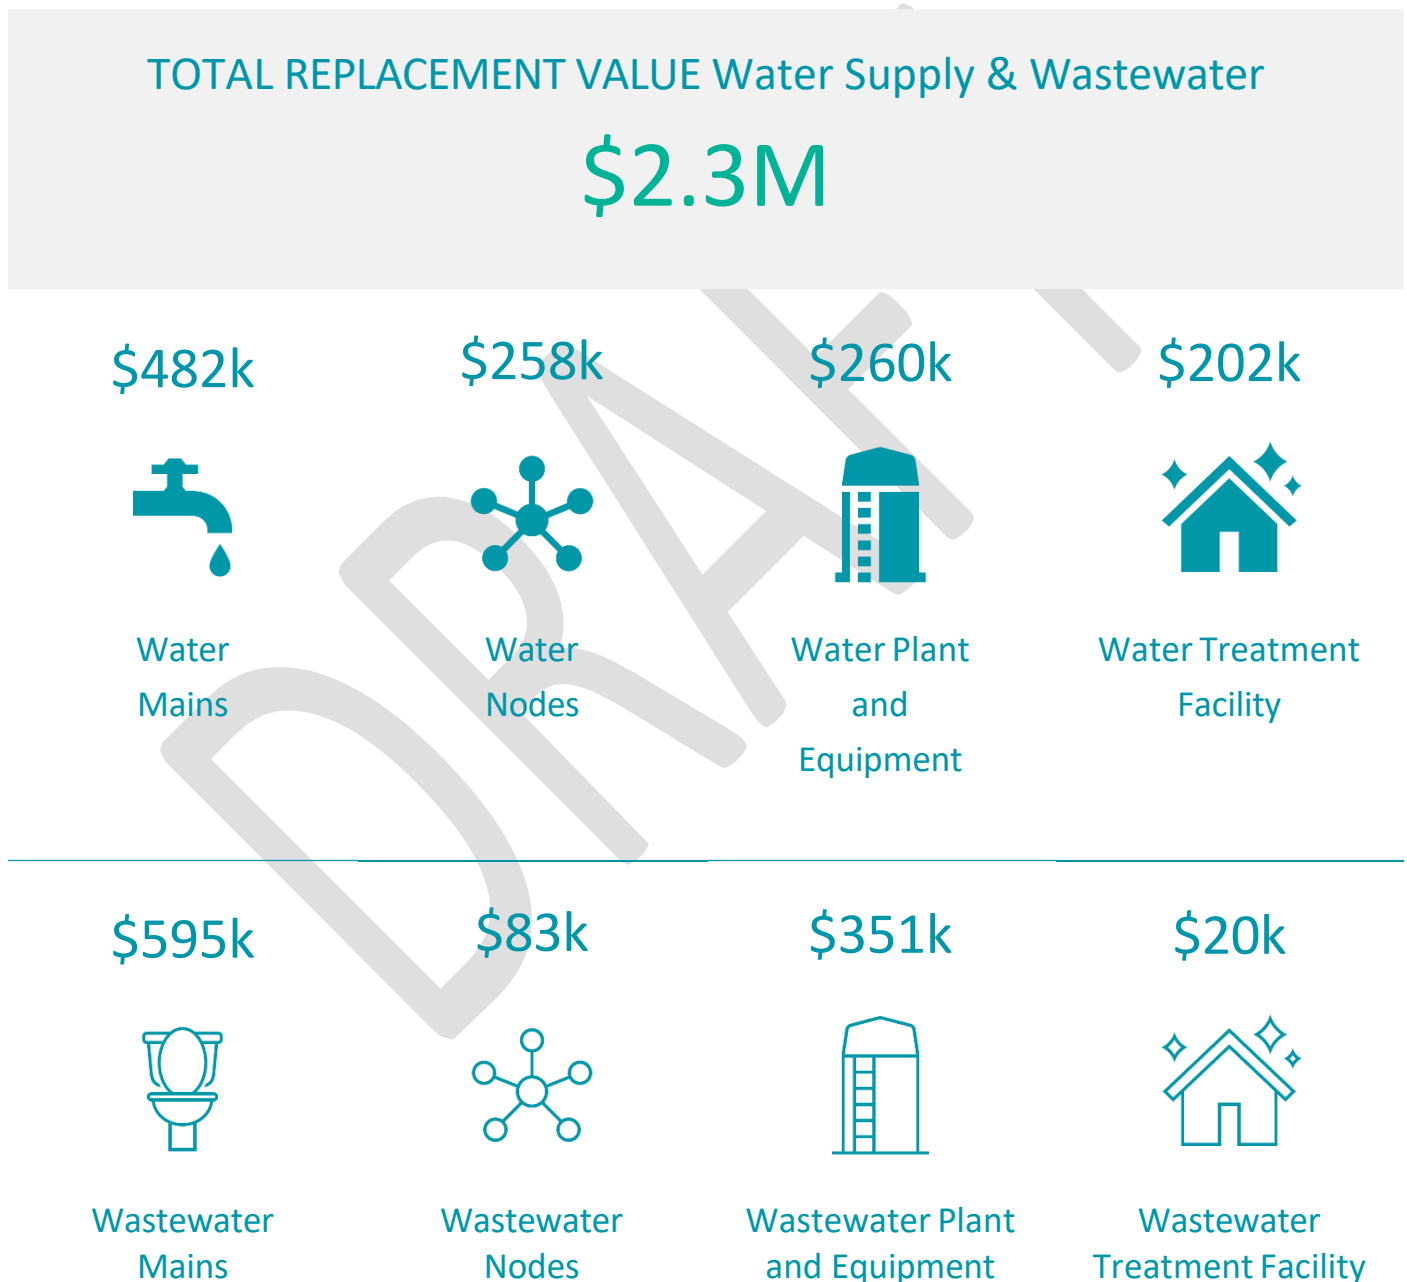 TOTAL REPLACEMENT VALUE Water Supply & Wastewater
$2.3M
$482k
$258k
$260k
$202k
Water
Mains
Water
Nodes
Water Plant
and
Equipment
Water Treatment
Facility
$595k
$83k
$351k
$20k
Wastewater
Mains
Wastewater
Nodes
Wastewater Plant
and Equipment
Wastewater
Treatment Facility
DRAFT